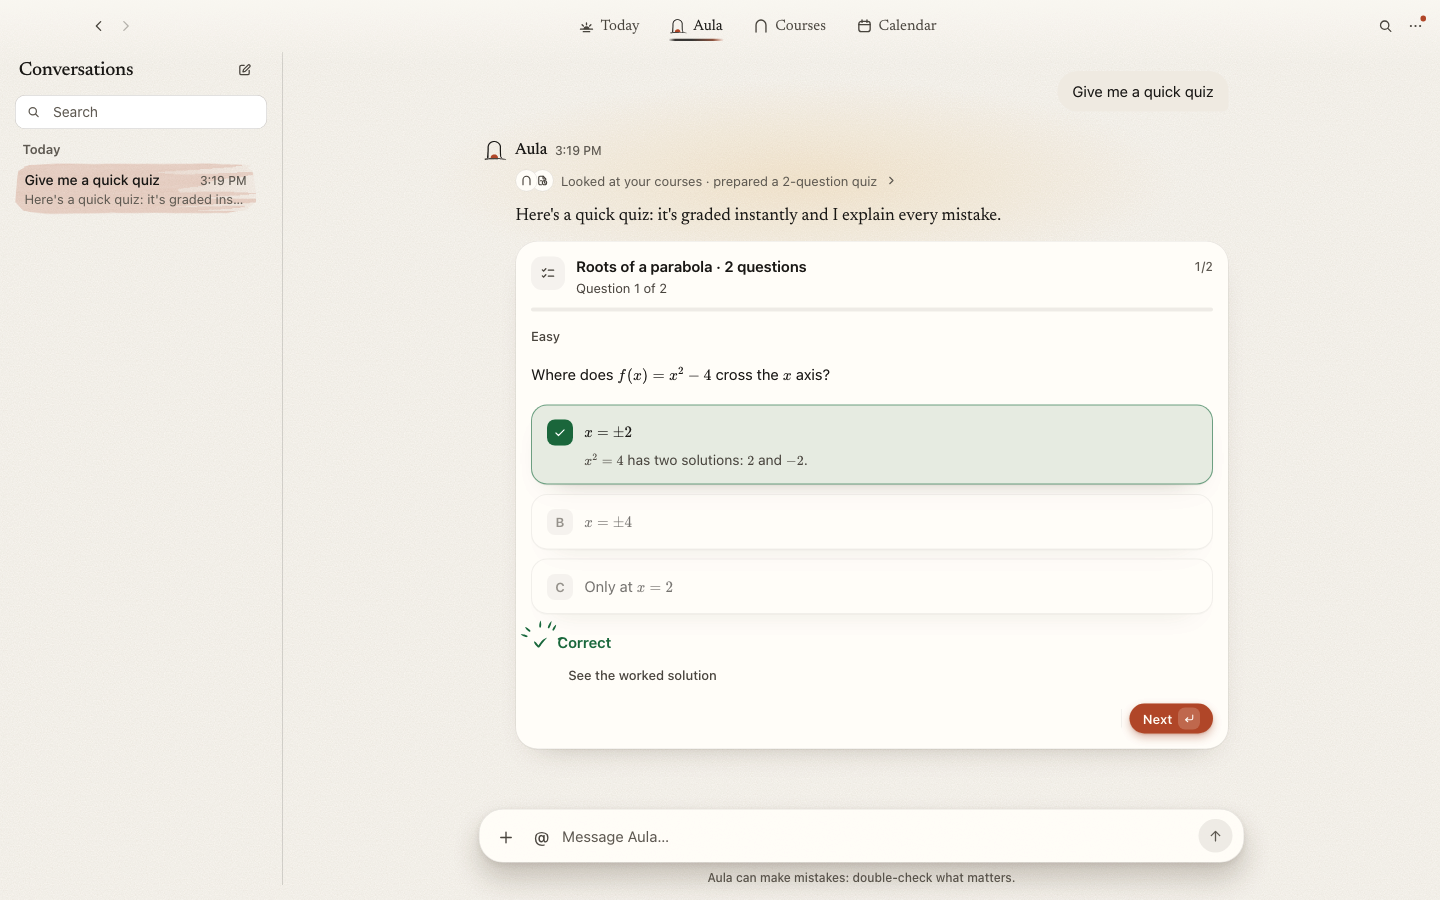 Today
Aula
Courses
Calendar
Conversations
Search
Today
Give me a quick quiz 3:19 PM
Here's a quick quiz: it's graded ins...
Give me a quick quiz
Aula 3:19 PM
Looked at your courses · prepared a 2-question quiz
Here's a quick quiz: it's graded instantly and I explain every mistake.
Roots of a parabola · 2 questions 1/2
Question 1 of 2
Easy
Where does f(x) = x² − 4 cross the x axis?
x = ±2
x² = 4 has two solutions: 2 and −2.
B x = ±4
C Only at x = 2
Correct
See the worked solution
Next
@ Message Aula...
Aula can make mistakes: double-check what matters.